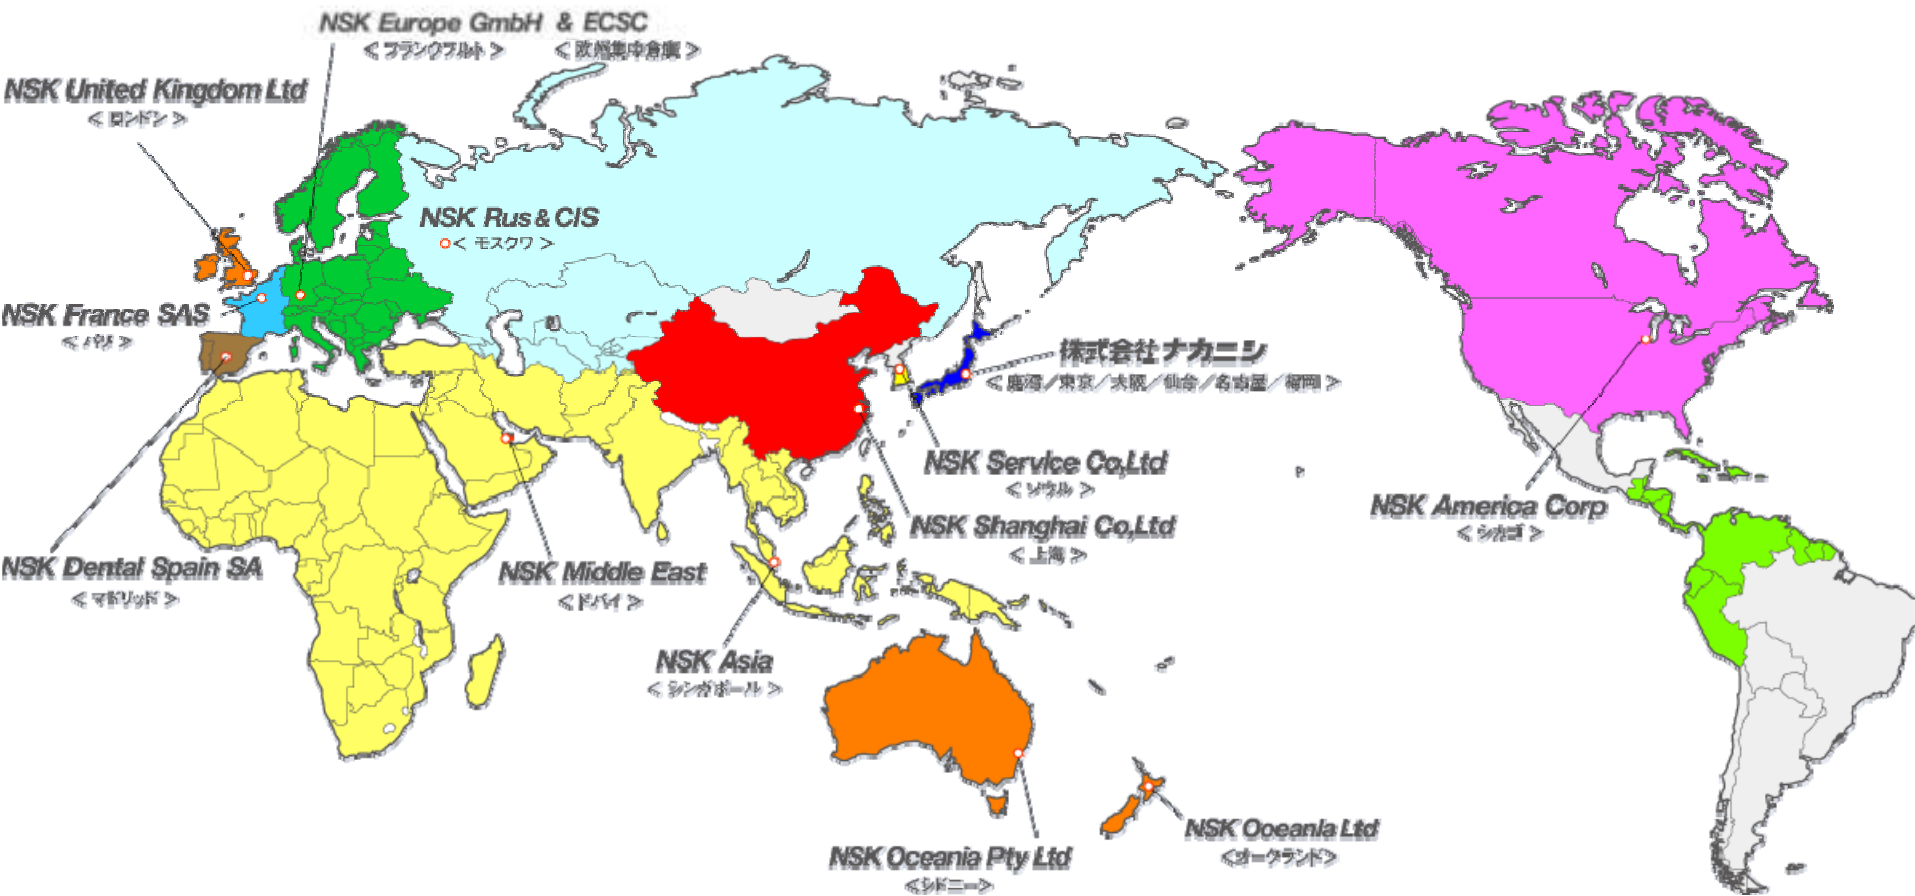 NSK Europe GmbH & ECSC
< フランクフルト > < 欧州集中倉庫 >
NSK United Kingdom Ltd
< ロンドン >
NSK Rus & CIS
< モスクワ >
NSK France SAS
< パリ >
株式会社ナカニシ
< 鹿沼／東京／大阪／仙台／名古屋／福岡 >
NSK Service Co,Ltd
< ソウル >
NSK America Corp
< シカゴ >
NSK Shanghai Co,Ltd
< 上海 >
NSK Dental Spain SA
< マドリッド >
NSK Middle East
< ドバイ >
NSK Asia
< シンガポール >
NSK Oceania Ltd
<オークランド>
NSK Oceania Pty Ltd
<シドニー>